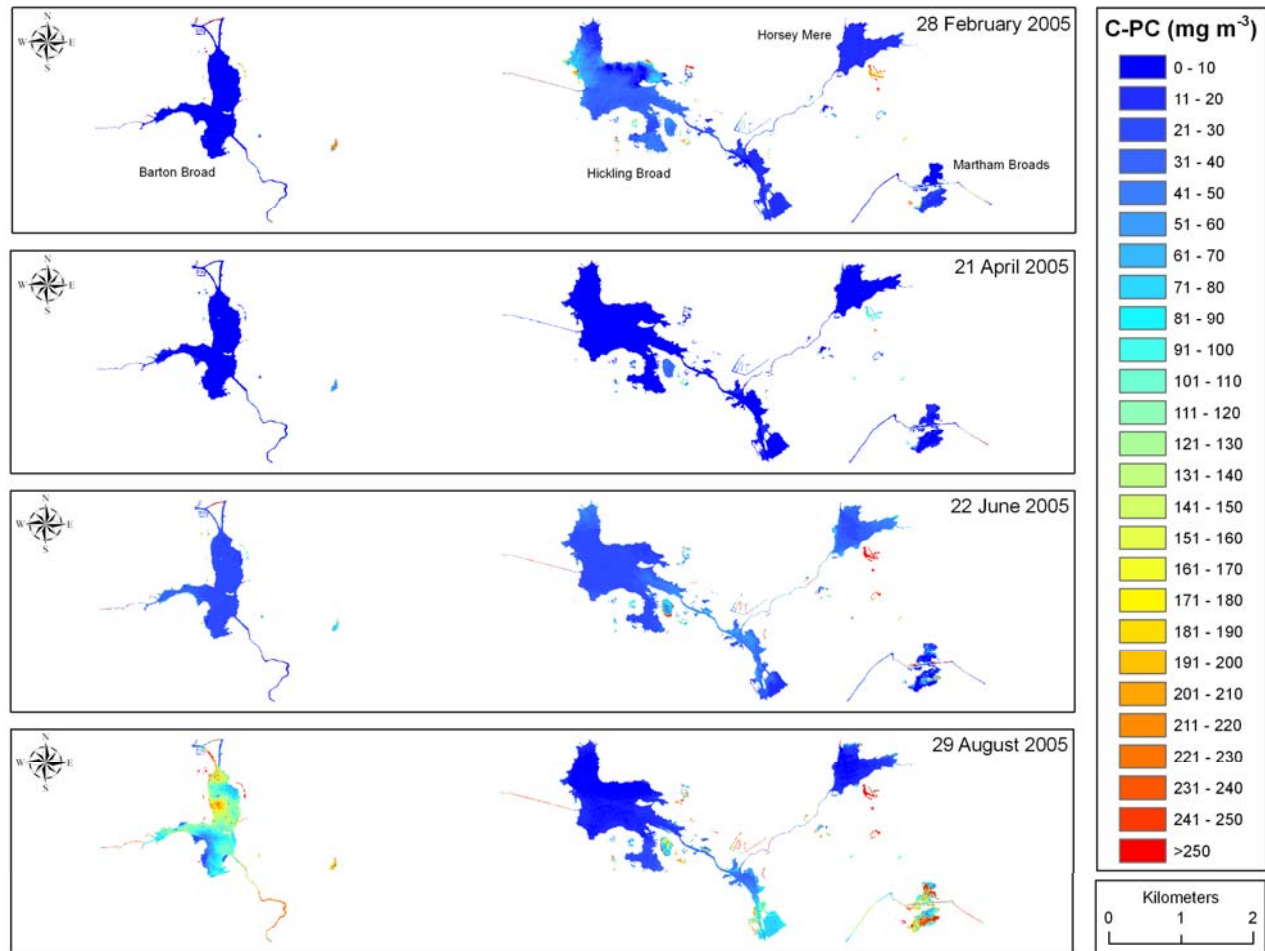 28 February 2005
Horsey Mere
Barton Broad
Hickling Broad
Martham Broads
N
W E
S
21 April 2005
N
W E
S
22 June 2005
N
W E
S
29 August 2005
N
W E
S
C-PC (mg m-3)
0 - 10
11 - 20
21 - 30
31 - 40
41 - 50
51 - 60
61 - 70
71 - 80
81 - 90
91 - 100
101 - 110
111 - 120
121 - 130
131 - 140
141 - 150
151 - 160
161 - 170
171 - 180
181 - 190
191 - 200
201 - 210
211 - 220
221 - 230
231 - 240
241 - 250
>250
Kilometers
0 1 2